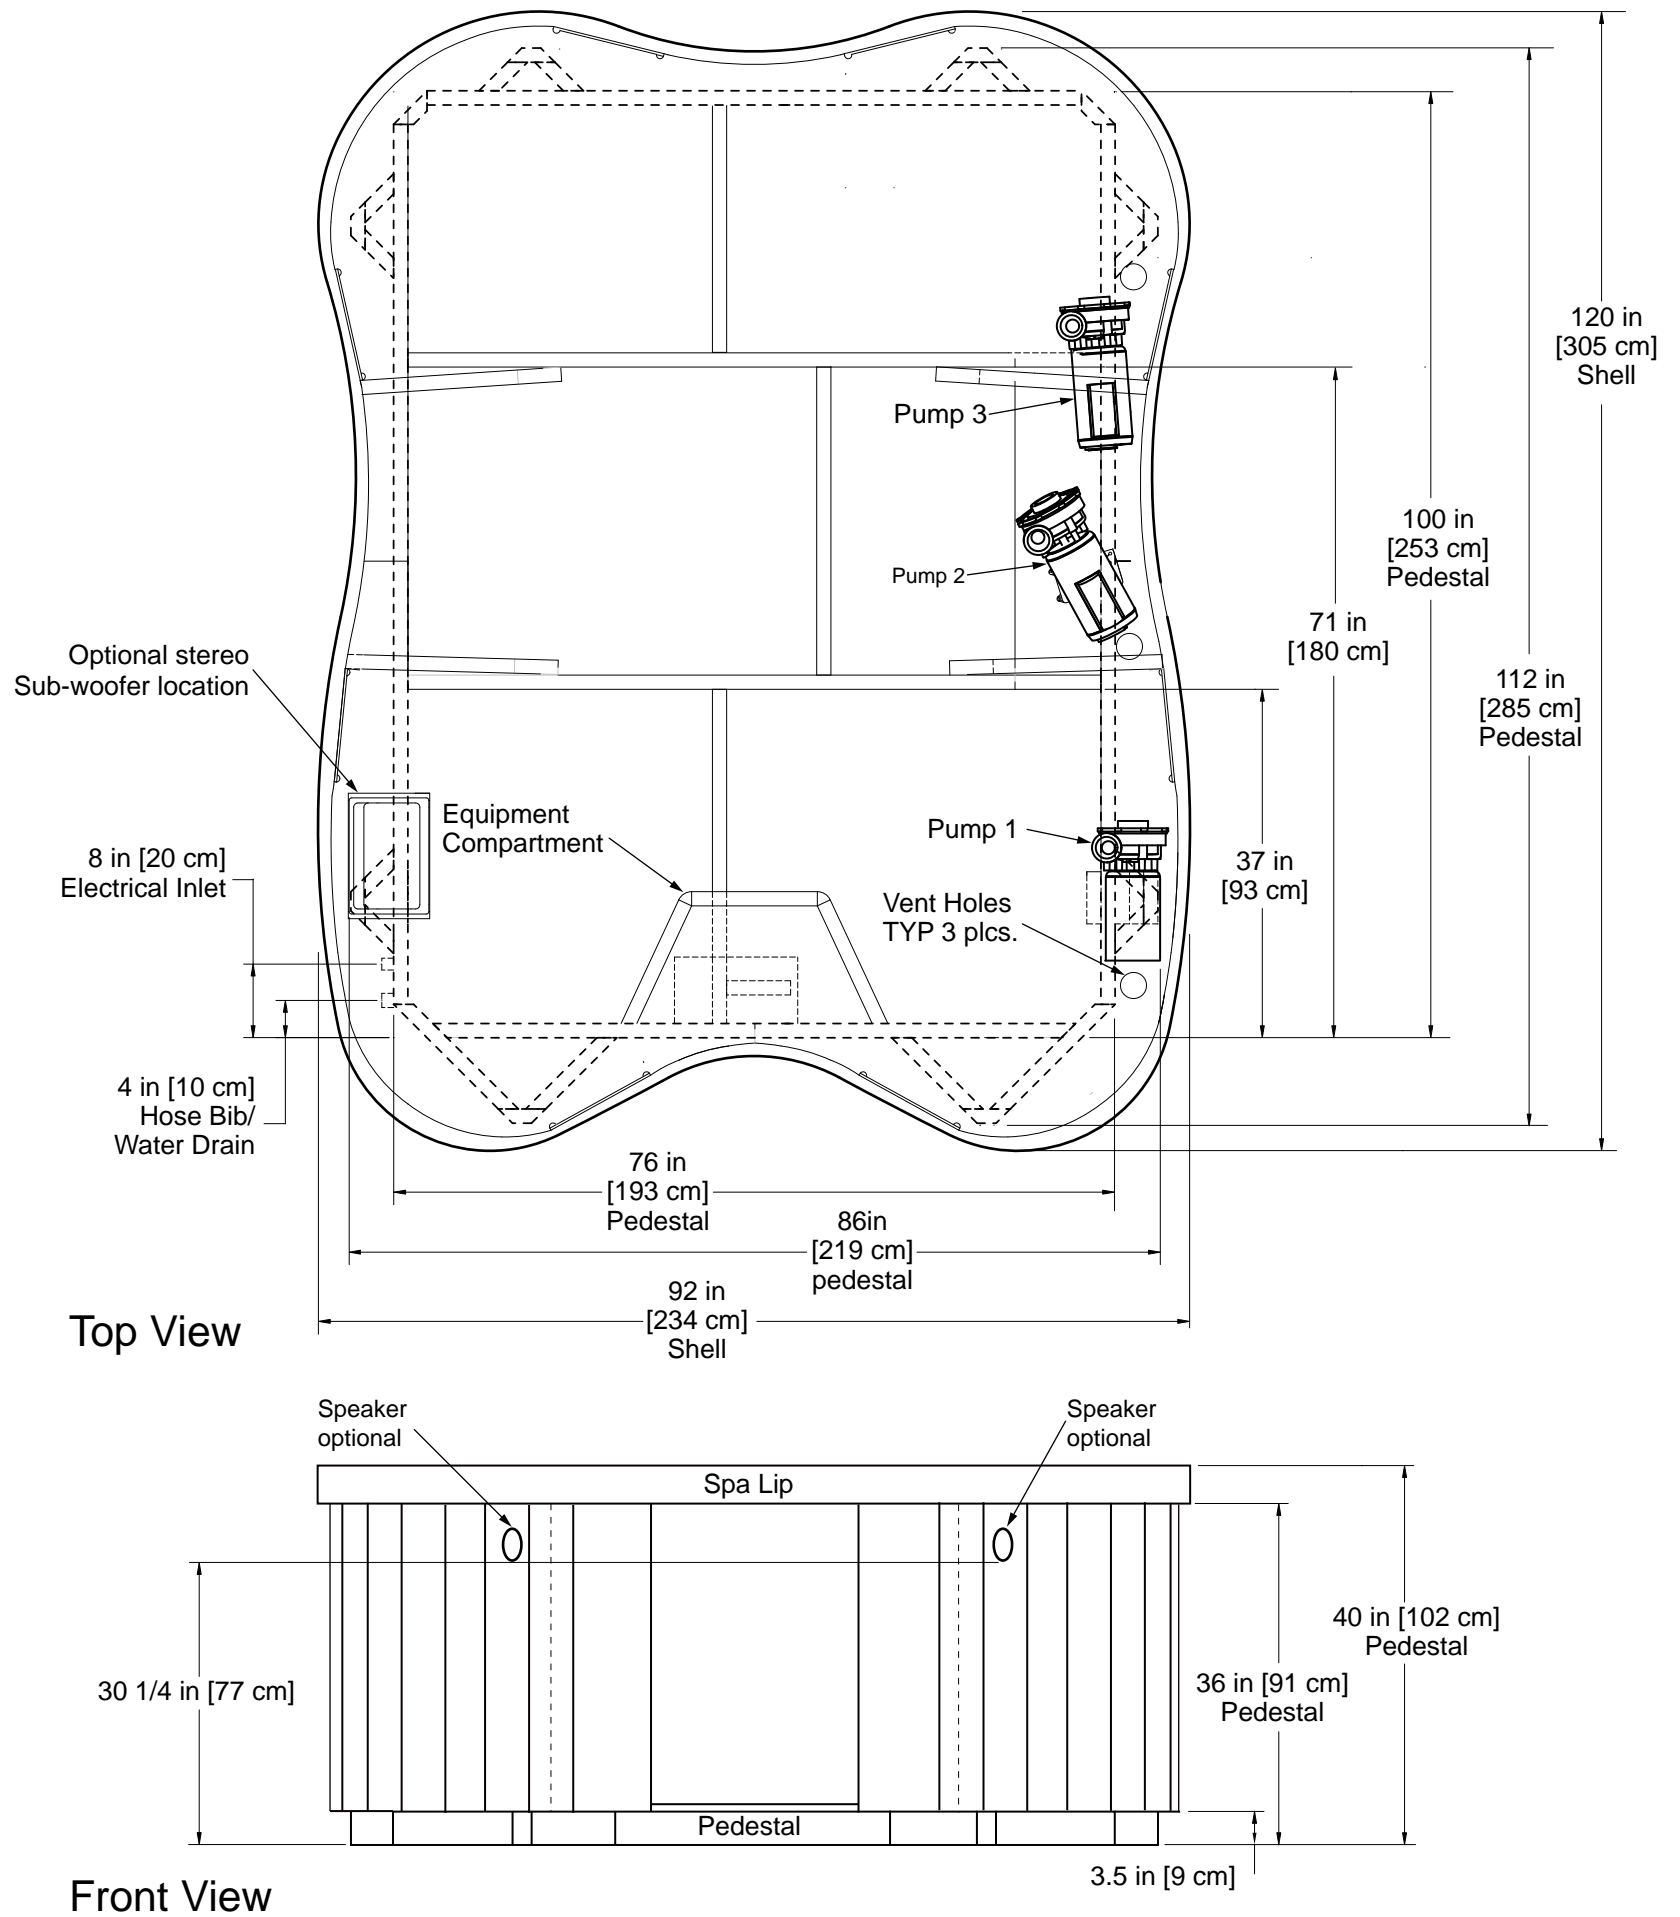 120 in
[305 cm]
Shell
Pump 3
100 in
[253 cm]
Pedestal
Pump 2
71 in
[180 cm]
Optional stereo
Sub-woofer location
112 in
[285 cm]
Pedestal
Equipment
Compartment
Pump 1
8 in [20 cm]
Electrical Inlet
37 in
[93 cm]
Vent Holes
TYP 3 plcs.
4 in [10 cm]
Hose Bib/
Water Drain
76 in
[193 cm]
Pedestal
86in
[219 cm]
pedestal
92 in
[234 cm]
Shell
Top View
Speaker
optional
Speaker
optional
Spa Lip
40 in [102 cm]
Pedestal
30 1/4 in [77 cm]
36 in [91 cm]
Pedestal
Pedestal
3.5 in [9 cm]
Front View